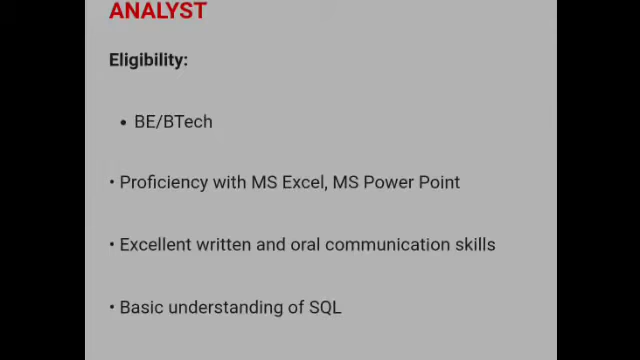 ANALYST
Eligibility:
• BE/BTech
• Proficiency with MS Excel, MS Power Point
• Excellent written and oral communication skills
• Basic understanding of SQL